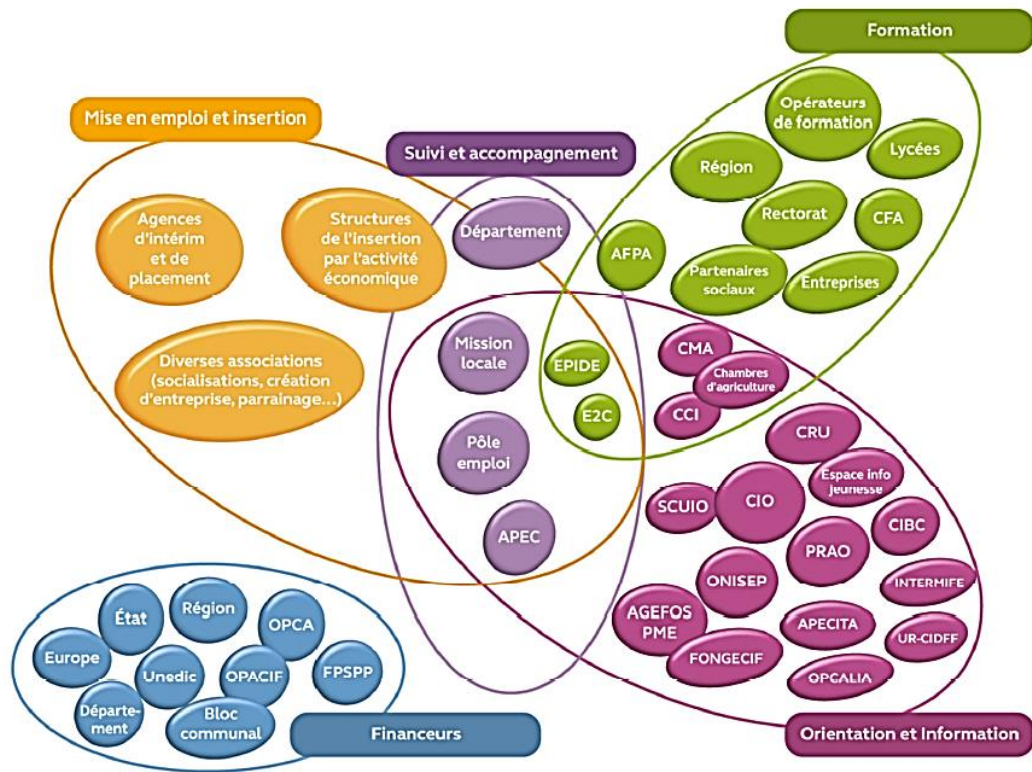 Formation
Mise en emploi et insertion
Suivi et accompagnement
Opérateurs
de formation
Lycées
Région
Rectorat
CFA
AFPA
Partenaires
sociaux
Entreprises
Agences
d'intérim
et de
placement
Structures
de l'insertion
par l'activité
économique
Département
Diverses associations
(socialisations, création
d'entreprise, parrainage...)
Mission
locale
Pôle
emploi
APEC
EPIDE
E2C
CMA
Chambres
d'agriculture
CCI
CRU
Espace info
jeunesse
SCUIO
CIO
CIBC
PRAO
ONISEP
INTERMIFE
AGEFOS
PME
APECITA
UR-CIDFF
FONGECIF
OPCALIA
État
Région
OPCA
Europe
Unedic
OPACIF
FPSPP
Départe-
ment
Bloc
communal
Financeurs
Orientation et Information